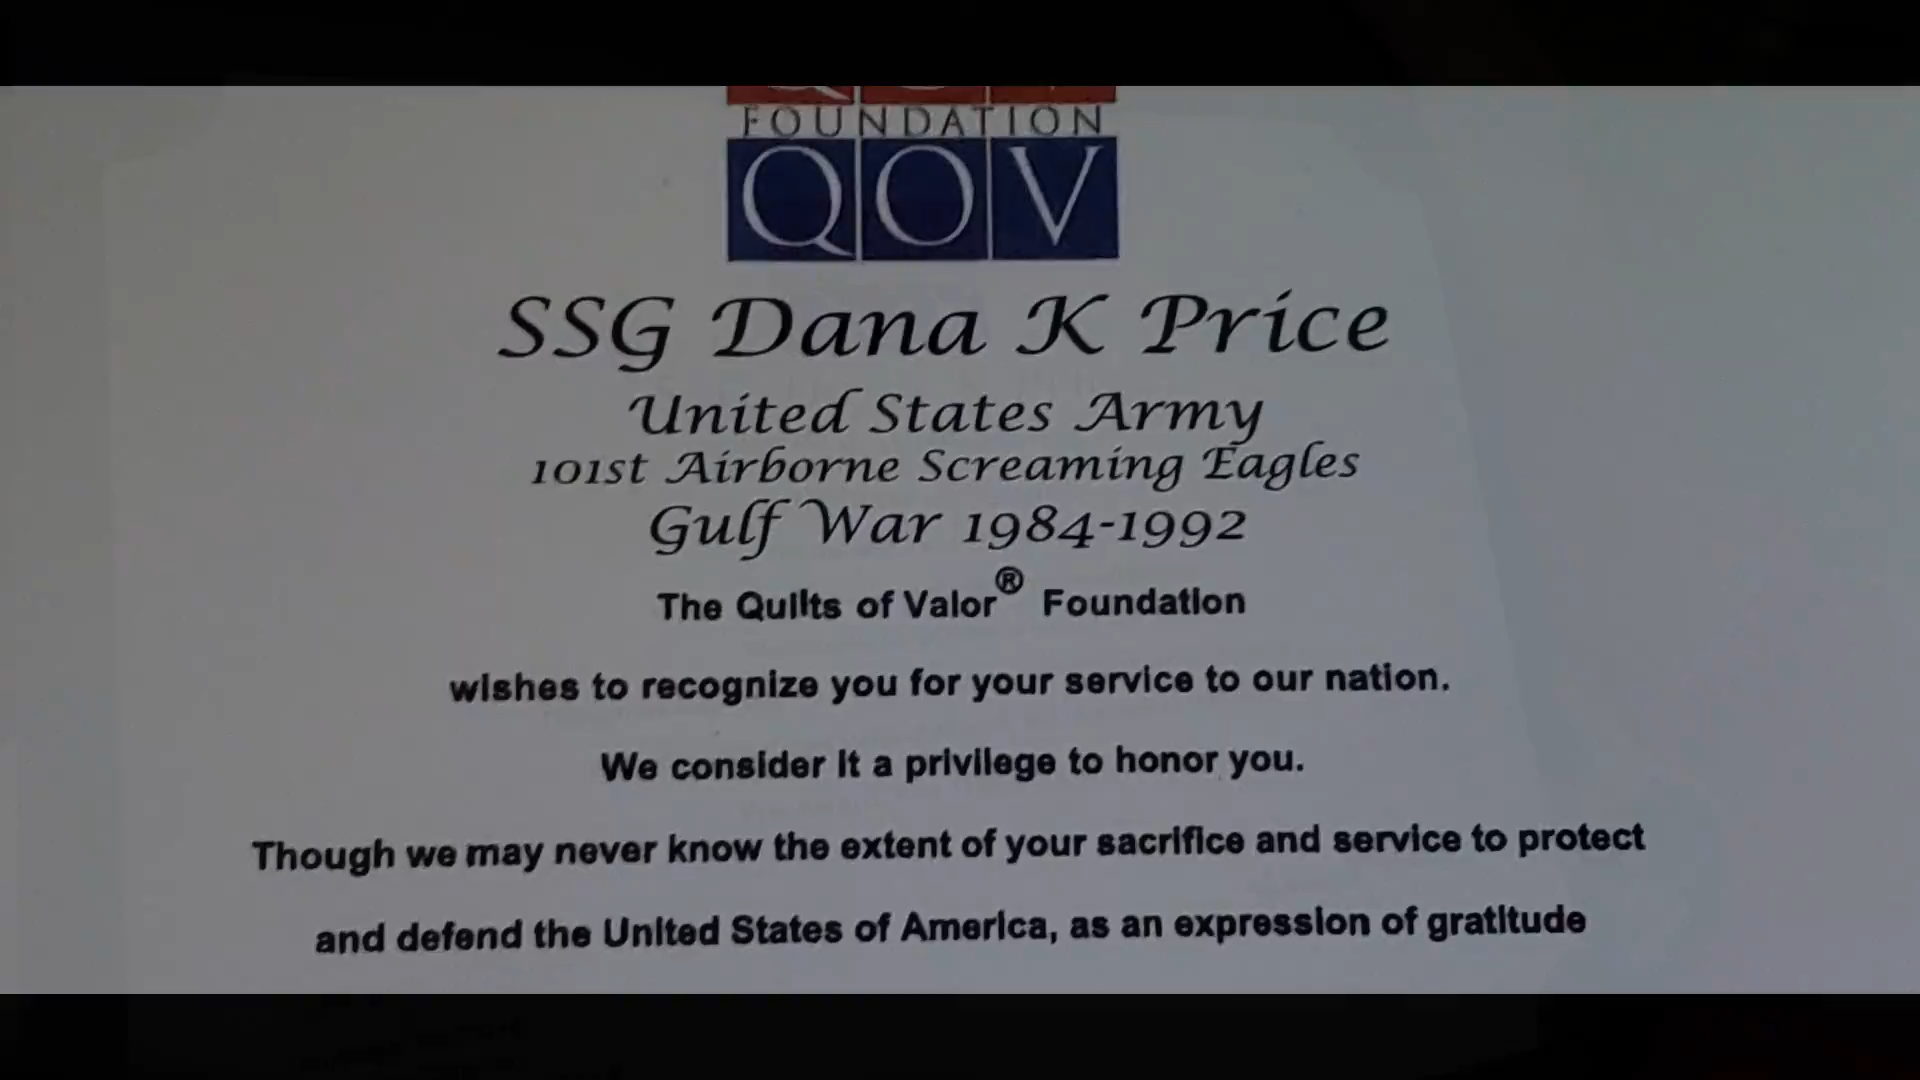 FOUNDATION
QOV
SSG Dana K Price
United States Army
101st Airborne Screaming Eagles
Gulf War 1984-1992
The Quilts of Valor® Foundation
wishes to recognize you for your service to our nation.
We consider it a privilege to honor you.
Though we may never know the extent of your sacrifice and service to protect
and defend the United States of America, as an expression of gratitude